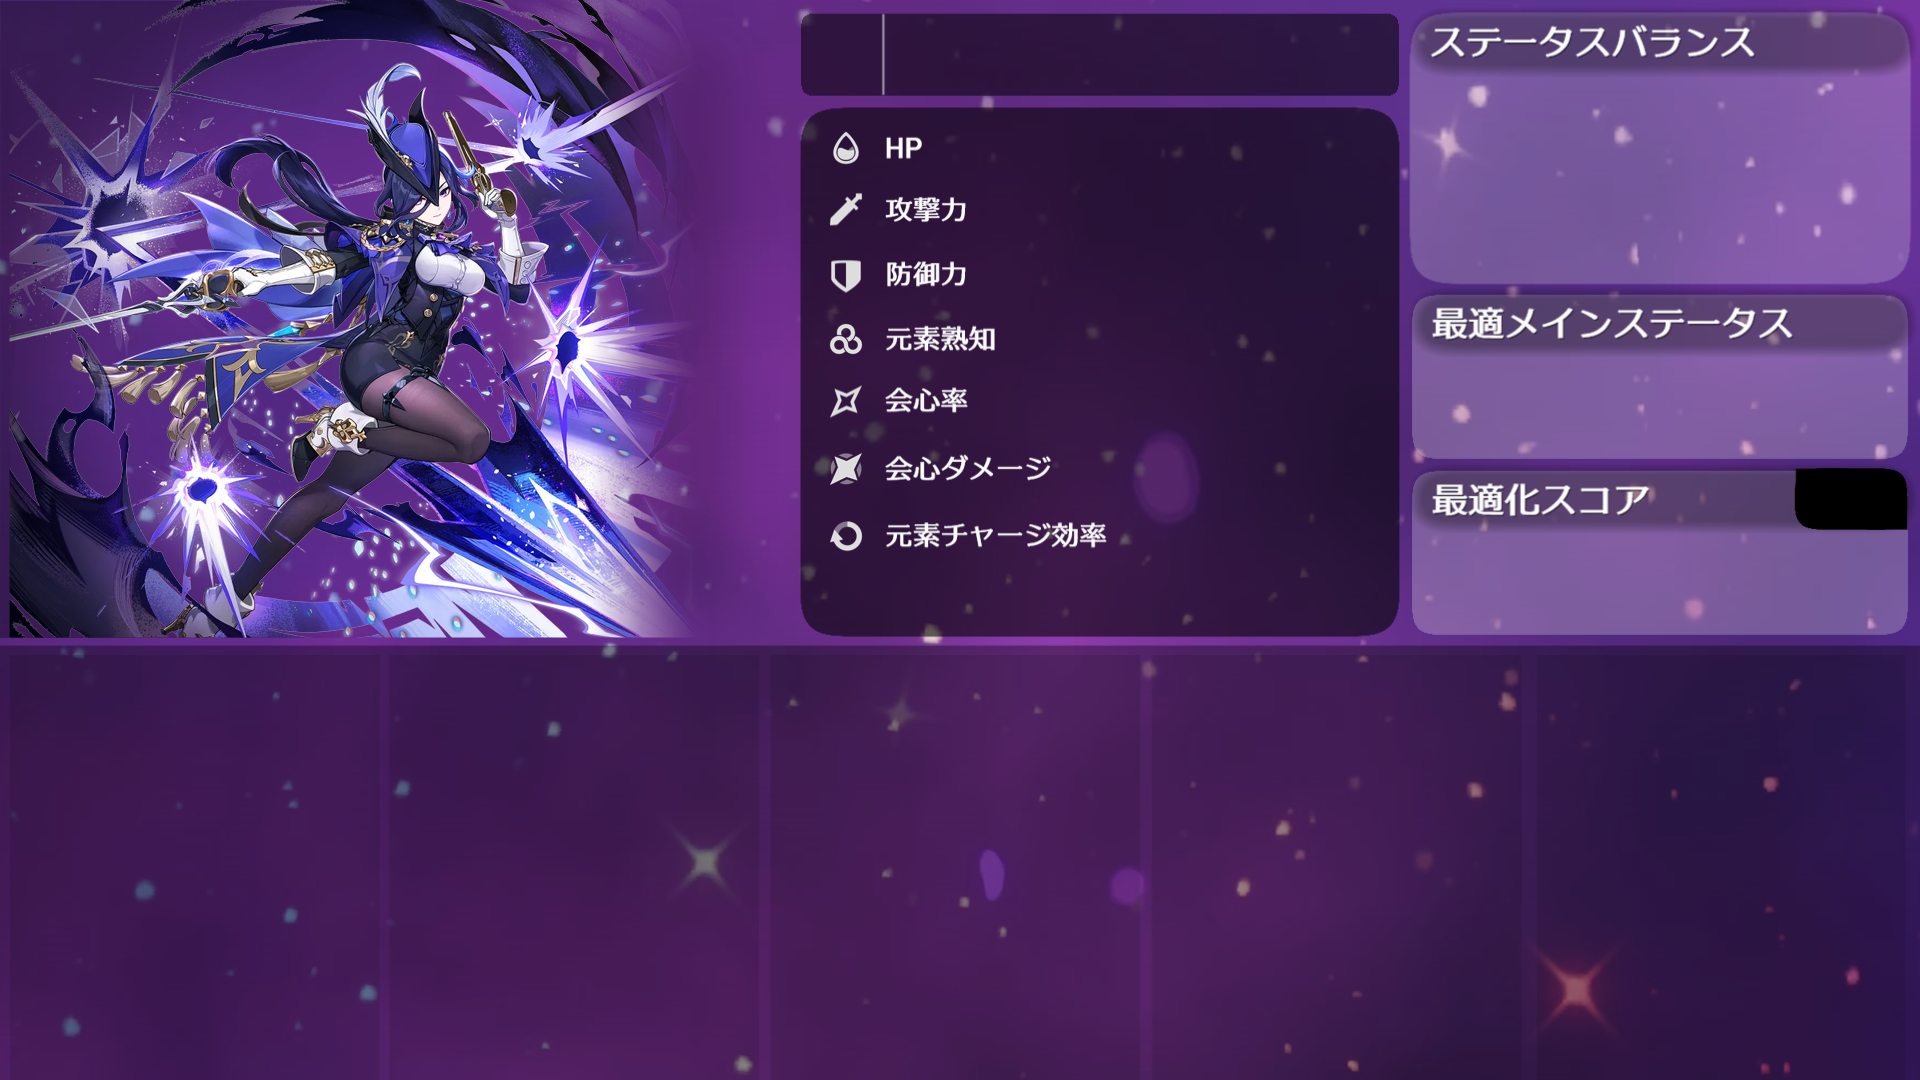 HP
攻撃力
防御力
元素熟知
会心率
会心ダメージ
元素チャージ効率
ステータスバランス
最適メインステータス
最適化スコア